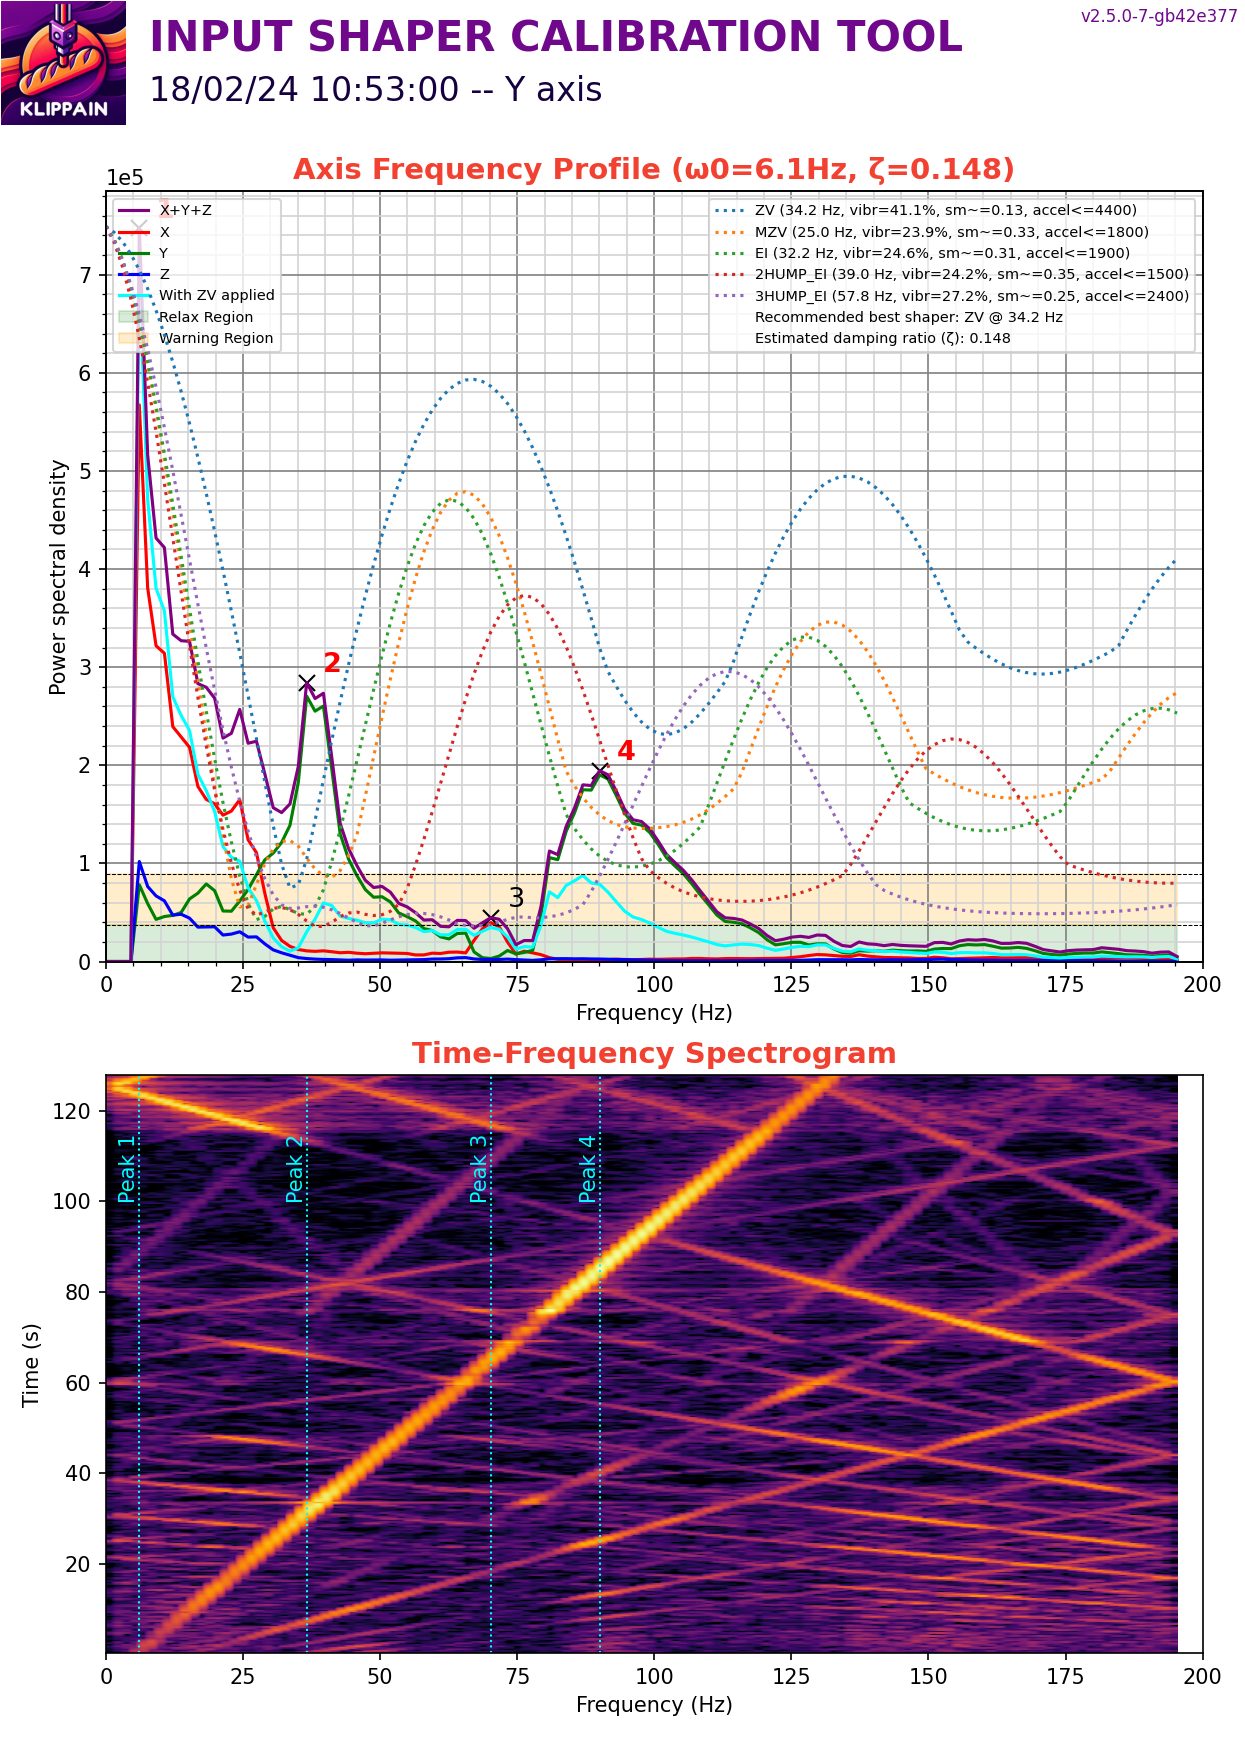 v2.5.0-7-gb42e377
INPUT SHAPER CALIBRATION TOOL
18/02/24 10:53:00 -- Y axis
KLIPPAIN
Axis Frequency Profile (ω0=6.1Hz, ζ=0.148)
1e5
1
X+Y+Z
X
Y
Z
With ZV applied
Relax Region
Warning Region
ZV (34.2 Hz, vibr=41.1%, sm~=0.13, accel<=4400)
MZV (25.0 Hz, vibr=23.9%, sm~=0.33, accel<=1800)
EI (32.2 Hz, vibr=24.6%, sm~=0.31, accel<=1900)
2HUMP_EI (39.0 Hz, vibr=24.2%, sm~=0.35, accel<=1500)
3HUMP_EI (57.8 Hz, vibr=27.2%, sm~=0.25, accel<=2400)
Recommended best shaper: ZV @ 34.2 Hz
Estimated damping ratio (ζ): 0.148
7
6
5
4
3
2
1
0
Power spectral density
2
4
3
0 25 50 75 100 125 150 175 200
Frequency (Hz)
Time-Frequency Spectrogram
120
100
80
60
40
20
Time (s)
Peak 1
Peak 2
Peak 3
Peak 4
0 25 50 75 100 125 150 175 200
Frequency (Hz)